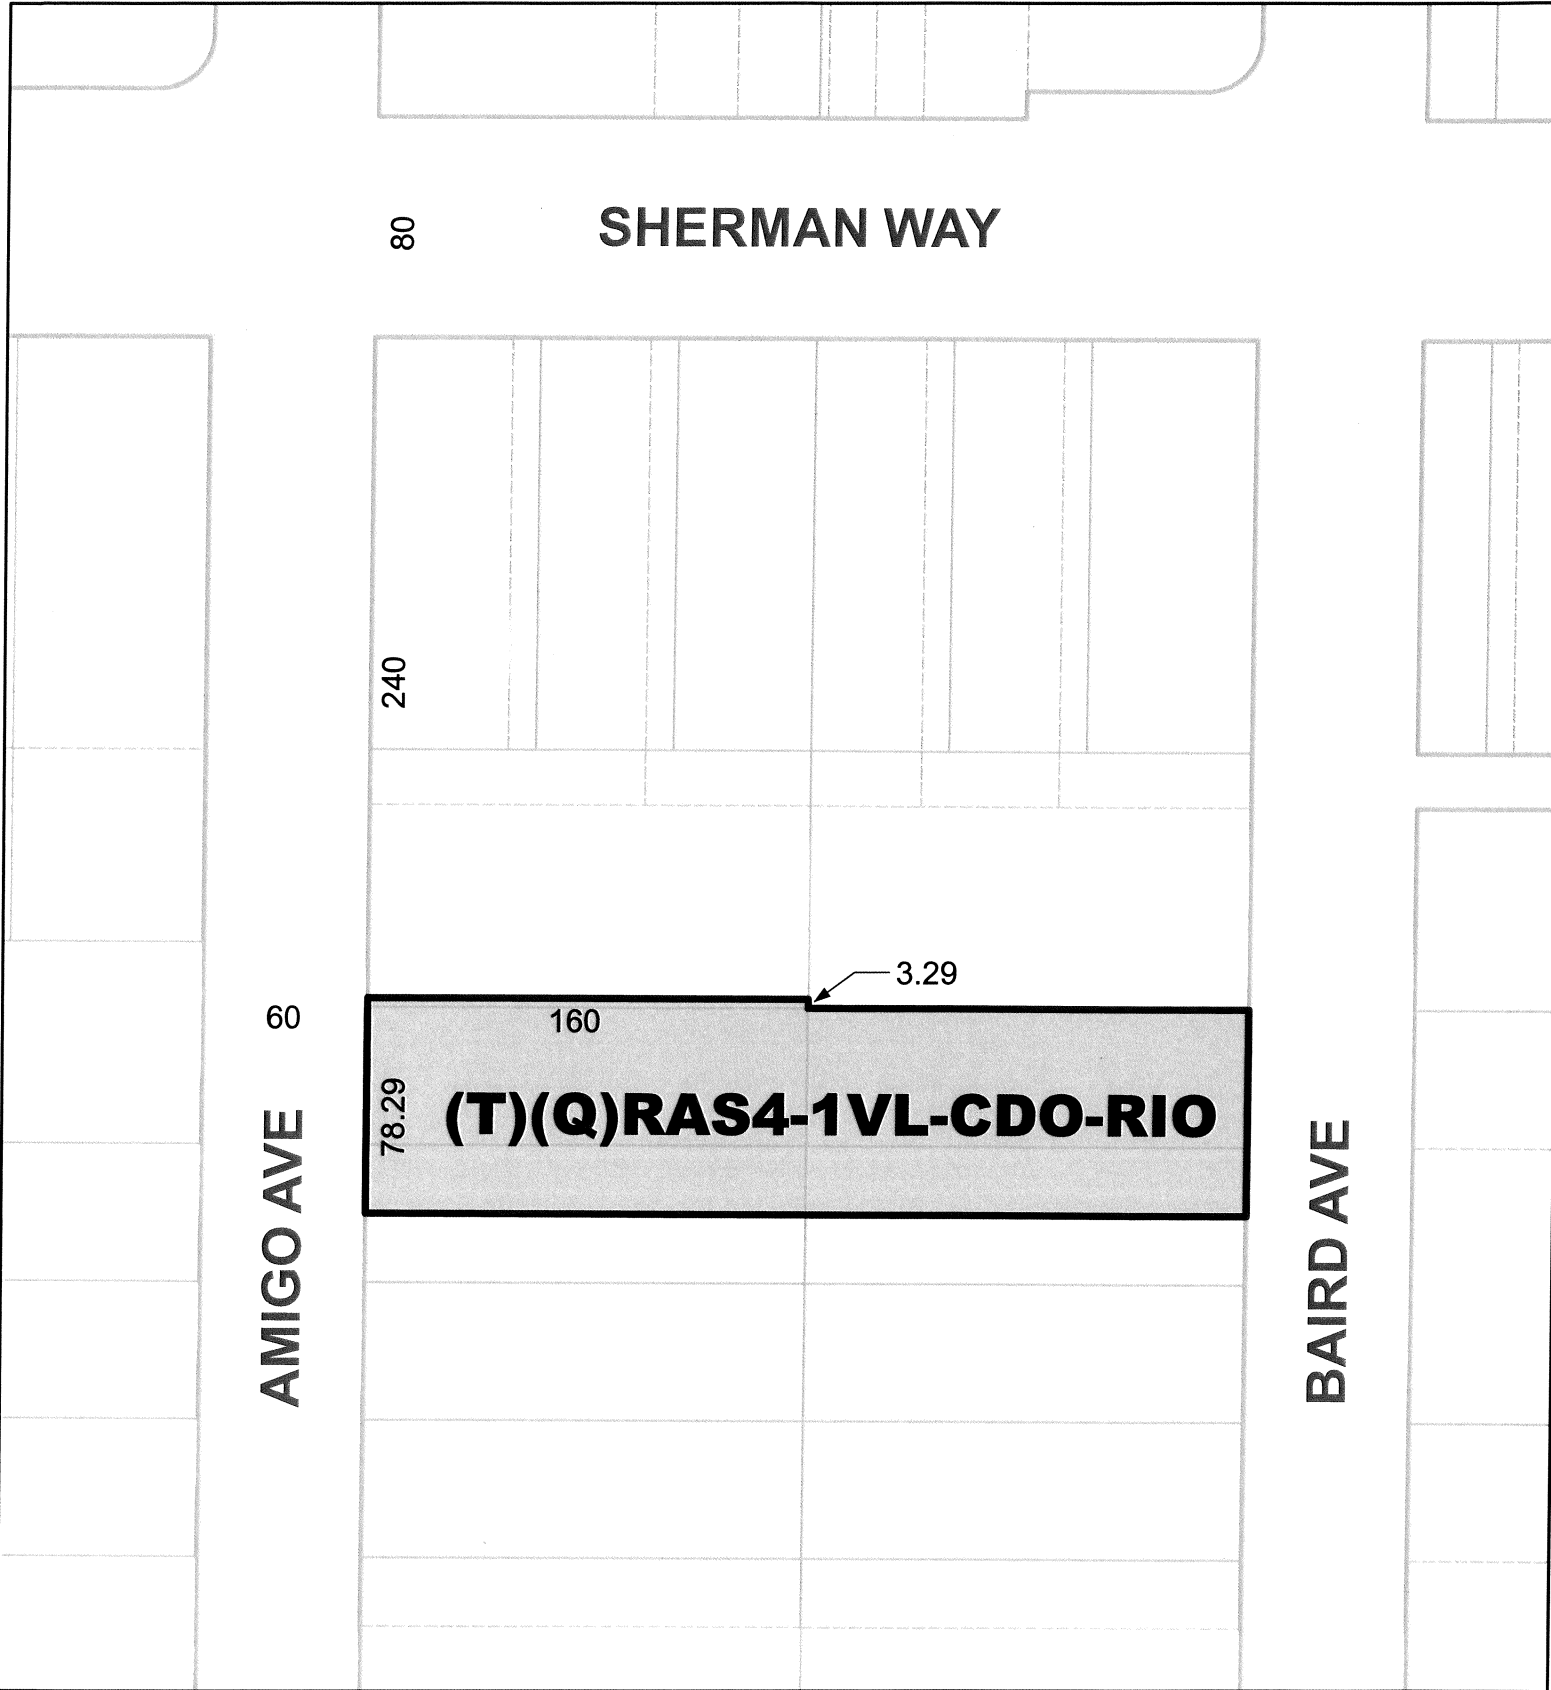 SHERMAN WAY
80
240
3.29
60
160
78.29
(T)(Q)RAS4-1VL-CDO-RIO
AMIGO AVE
BAIRD AVE